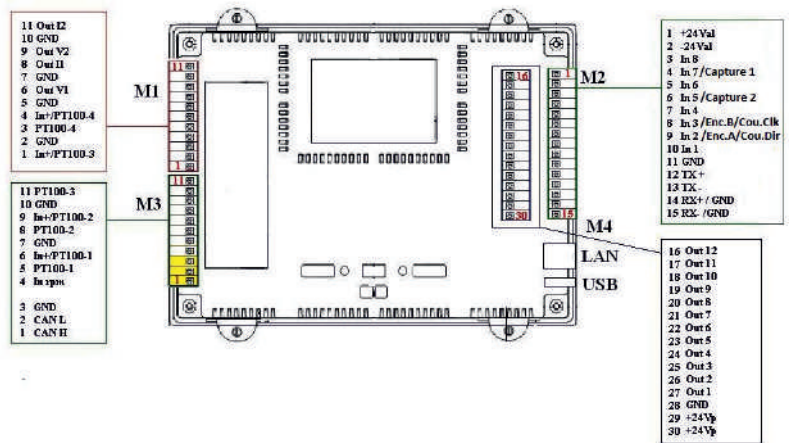 11 Out I2
10 GND
9 Out V2
8 Out I1
7 GND
6 Out V1
5 GND
4 In+/PT100-4
3 PT100-4
2 GND
1 In+/PT100-3
M1
11
1
11 PT100-3
10 GND
9 In+/PT100-2
8 PT100-2
7 GND
6 In+/PT100-1
5 PT100-1
4 In rpm
3 GND
2 CAN L
1 CAN H
M3
11
1
16
30
1
15
M2
M4
LAN
USB
1 +24Val
2 -24Val
3 In 8
4 In 7/Capture 1
5 In 6
6 In 5/Capture 2
7 In 4
8 In 3/Enc.B/Cou.Clk
9 In 2/Enc.A/Cou.Dir
10 In 1
11 GND
12 TX+
13 TX-
14 RX+/ GND
15 RX- /GND
16 Out 12
17 Out 11
18 Out 10
19 Out 9
20 Out 8
21 Out 7
22 Out 6
23 Out 5
24 Out 4
25 Out 3
26 Out 2
27 Out 1
28 GND
29 +24Vp
30 +24Vp